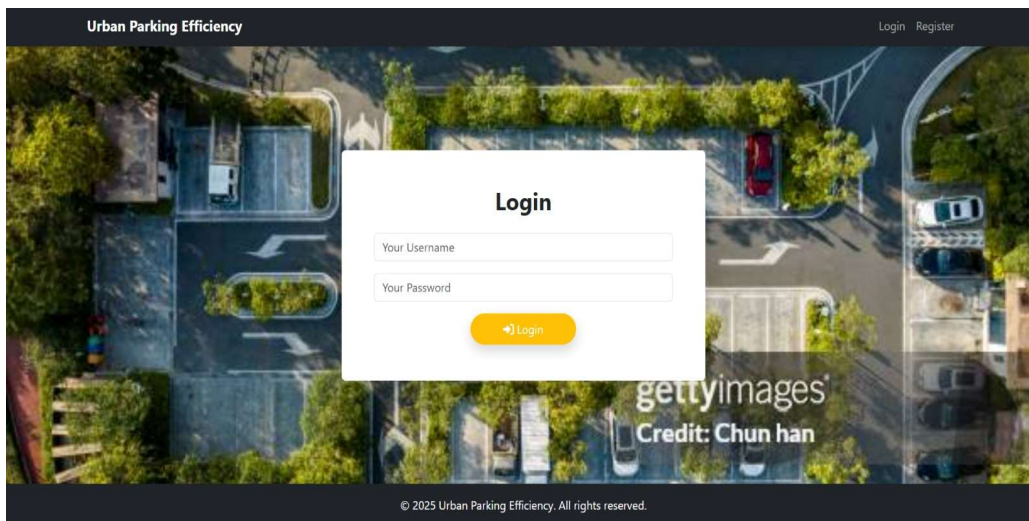 Urban Parking Efficiency
Login Register
Login
Your Username
Your Password
Login
gettyimages®
Credit: Chun han
© 2025 Urban Parking Efficiency. All rights reserved.